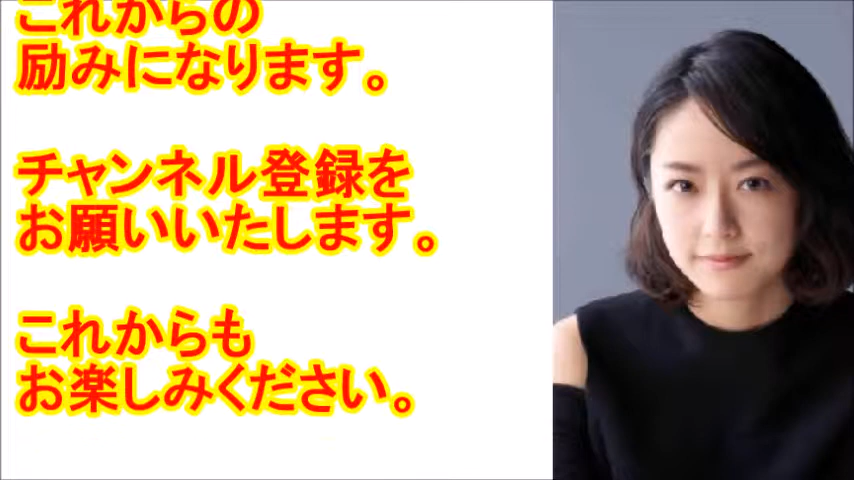 これからの
励みになります。
チャンネル登録を
お願いいたします。
これからも
お楽しみください。